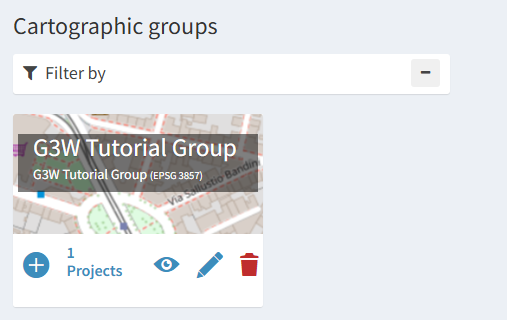 Cartographic groups
Filter by
G3W Tutorial Group
G3W Tutorial Group (EPSG 3857)
Via Sallustio Bandini
1
Projects